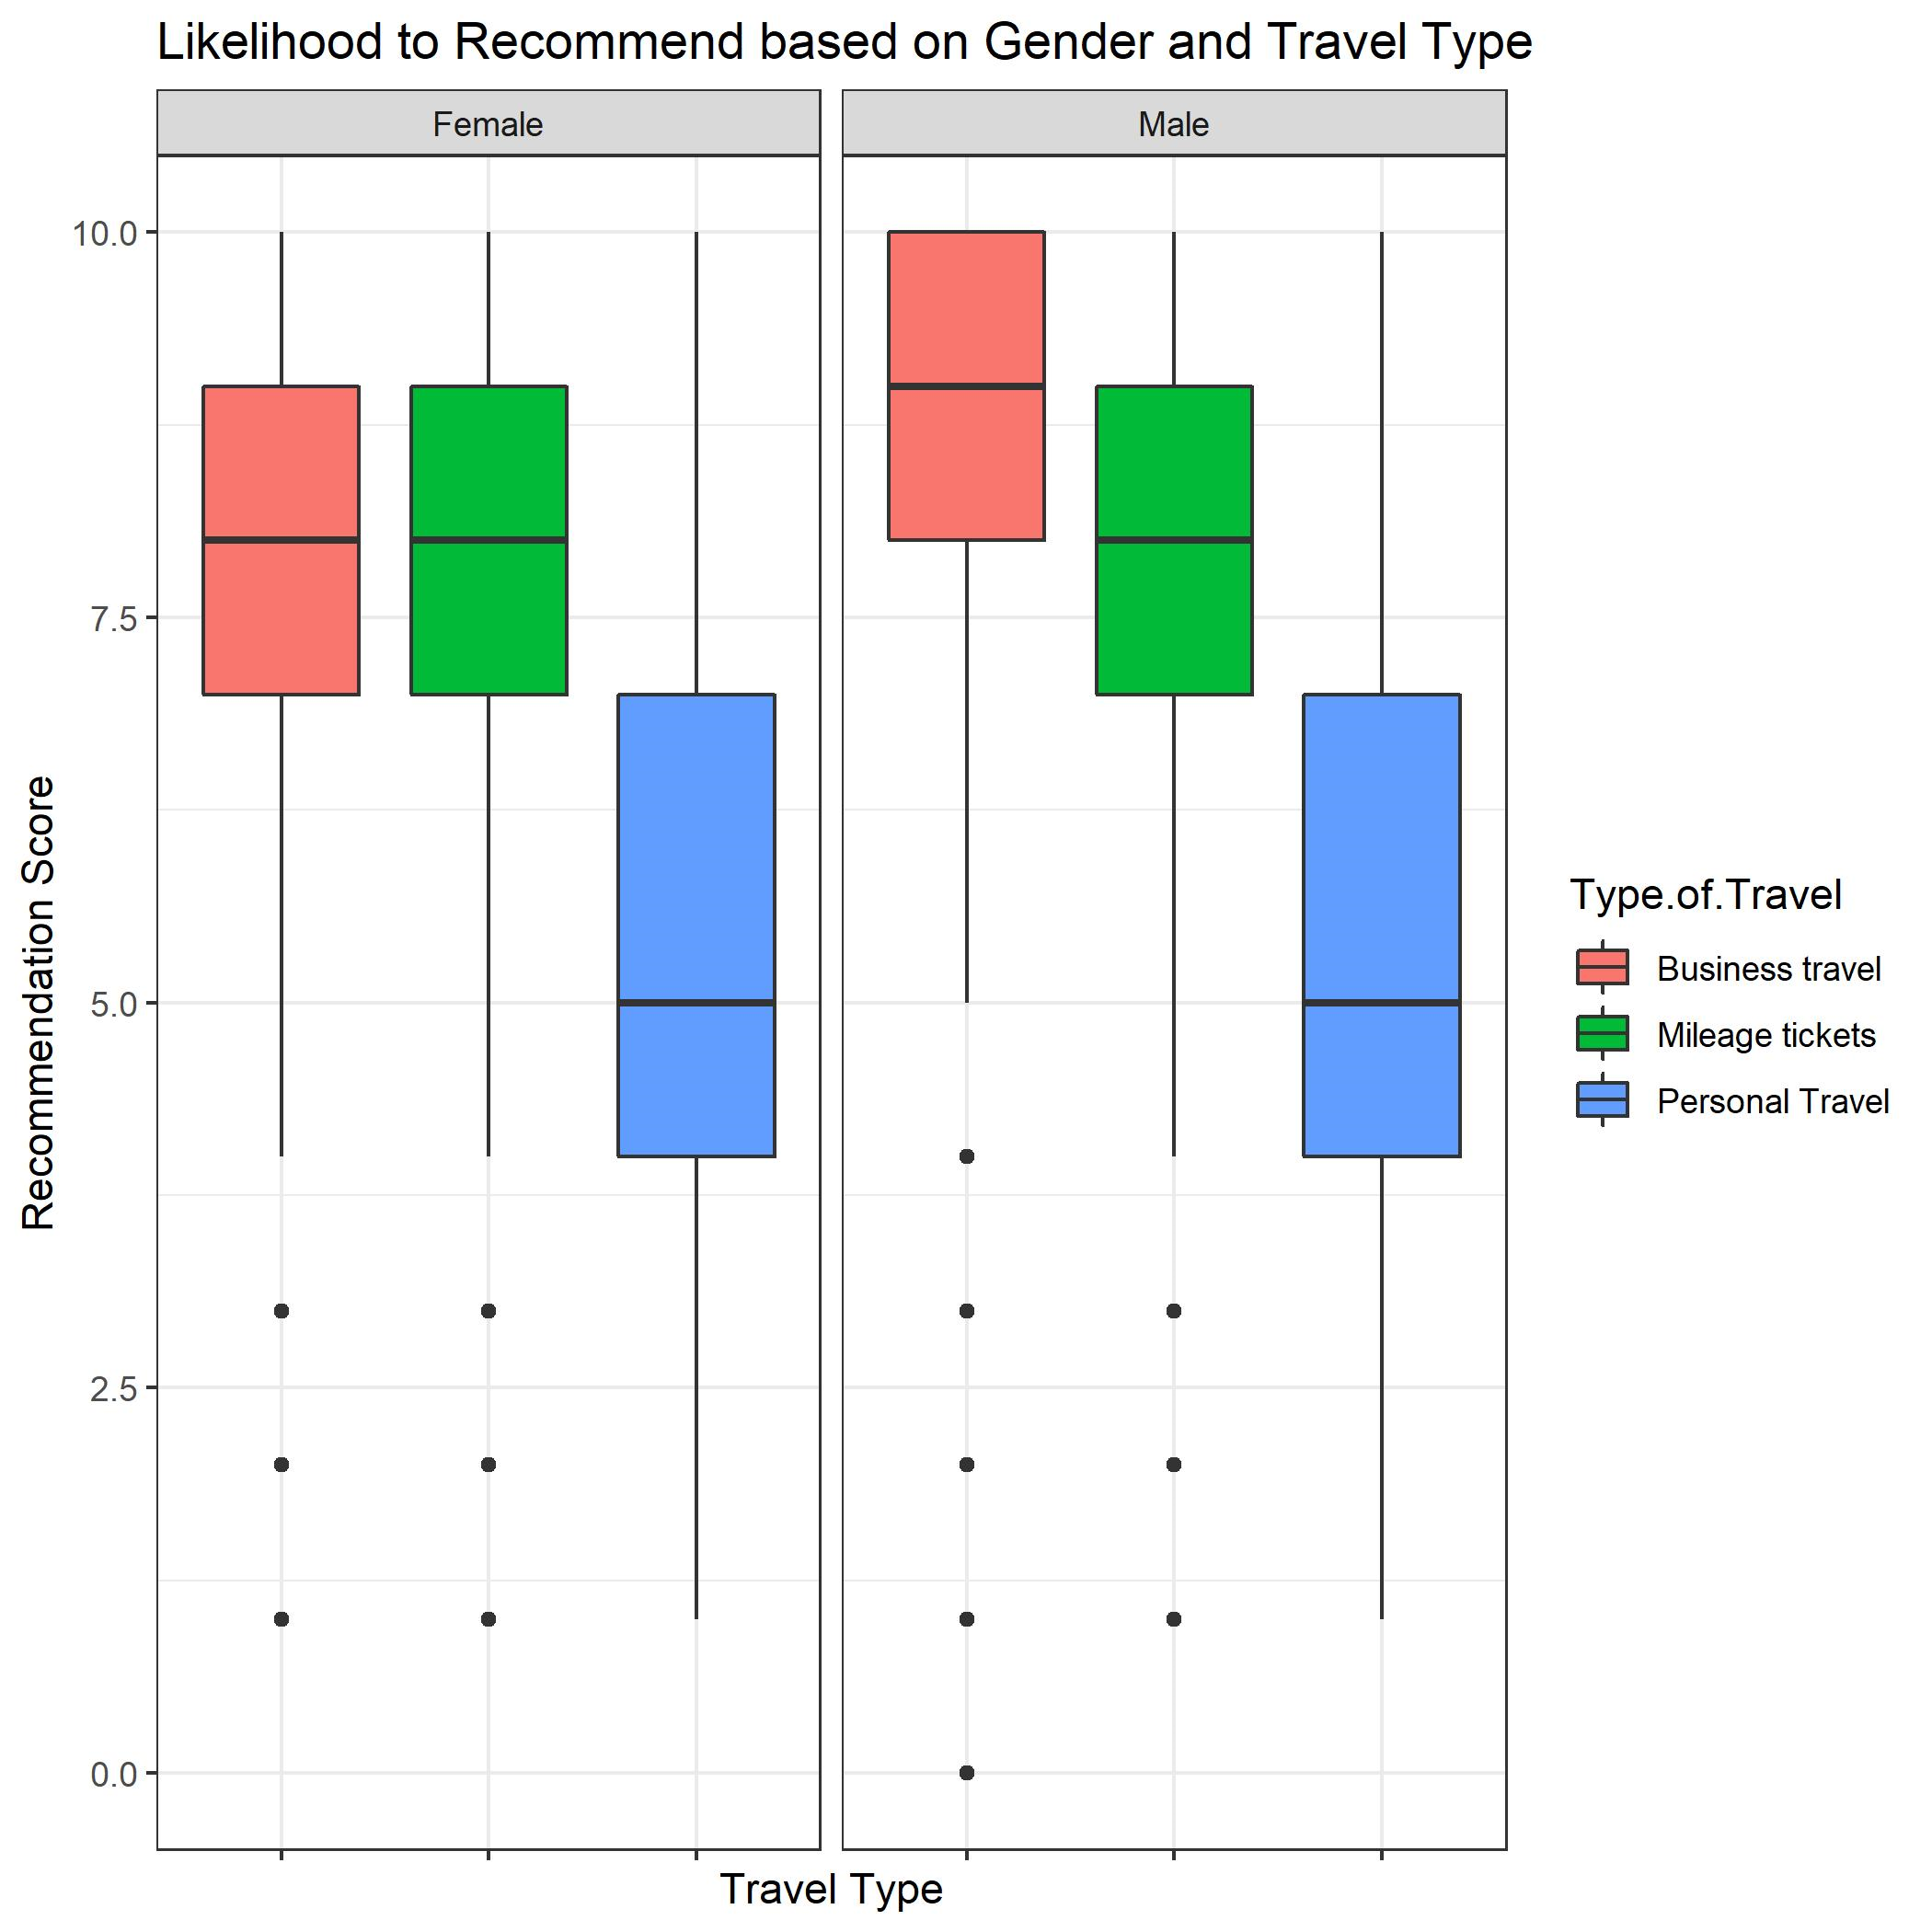 Likelihood to Recommend based on Gender and Travel Type
Female
Male
10.0
7.5
5.0
2.5
0.0
Recommendation Score
Travel Type
Type.of.Travel
Business travel
Mileage tickets
Personal Travel